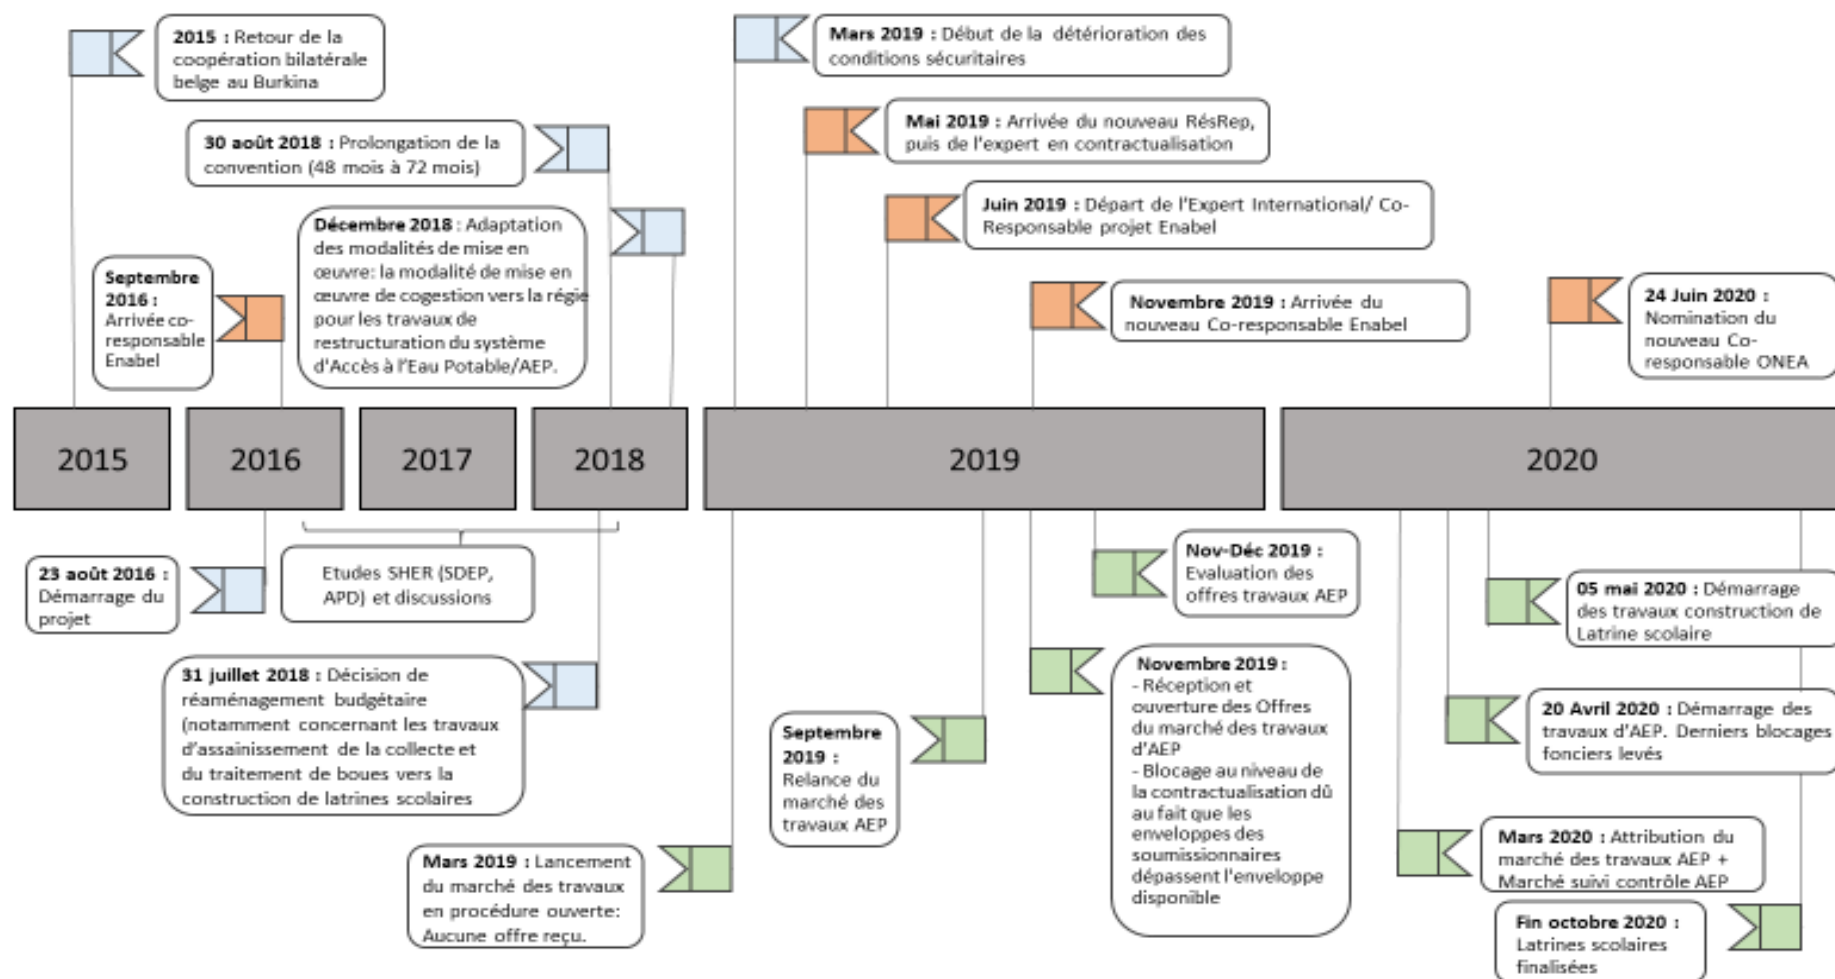 2015 : Retour de la
coopération bilatérale
belge au Burkina
30 août 2018 : Prolongation de la
convention (48 mois à 72 mois)
Décembre 2018 : Adaptation
des modalités de mise en
œuvre: la modalité de mise en
œuvre de cogestion vers la régie
pour les travaux de
restructuration du système
d'Accès à l'Eau Potable/AEP.
Septembre
2016 :
Arrivée co-
responsable
Enabel
Mars 2019 : Début de la détérioration des
conditions sécuritaires
Mai 2019 : Arrivée du nouveau RésRep,
puis de l'expert en contractualisation
Juin 2019 : Départ de l'Expert International/ Co-
Responsable projet Enabel
Novembre 2019 : Arrivée du
nouveau Co-responsable Enabel
24 Juin 2020 :
Nomination du
nouveau Co-
responsable ONEA
2015
2016
2017
2018
2019
2020
23 août 2016 :
Démarrage du
projet
Etudes SHER (SDEP,
APD) et discussions
31 juillet 2018 : Décision de
réaménagement budgétaire
(notamment concernant les travaux
d'assainissement de la collecte et
du traitement de boues vers la
construction de latrines scolaires
Mars 2019 : Lancement
du marché des travaux
en procédure ouverte:
Aucune offre reçu.
Septembre
2019 :
Relance du
marché des
travaux AEP
Nov-Déc 2019 :
Evaluation des
offres travaux AEP
Novembre 2019 :
- Réception et
ouverture des Offres
du marché des travaux
d'AEP
- Blocage au niveau de
la contractualisation dû
au fait que les
enveloppes des
soumissionnaires
dépassent l'enveloppe
disponible
05 mai 2020 : Démarrage
des travaux construction de
Latrine scolaire
20 Avril 2020 : Démarrage des
travaux d'AEP. Derniers blocages
fonciers levés
Mars 2020 : Attribution du
marché des travaux AEP +
Marché suivi contrôle AEP
Fin octobre 2020 :
Latrines scolaires
finalisées